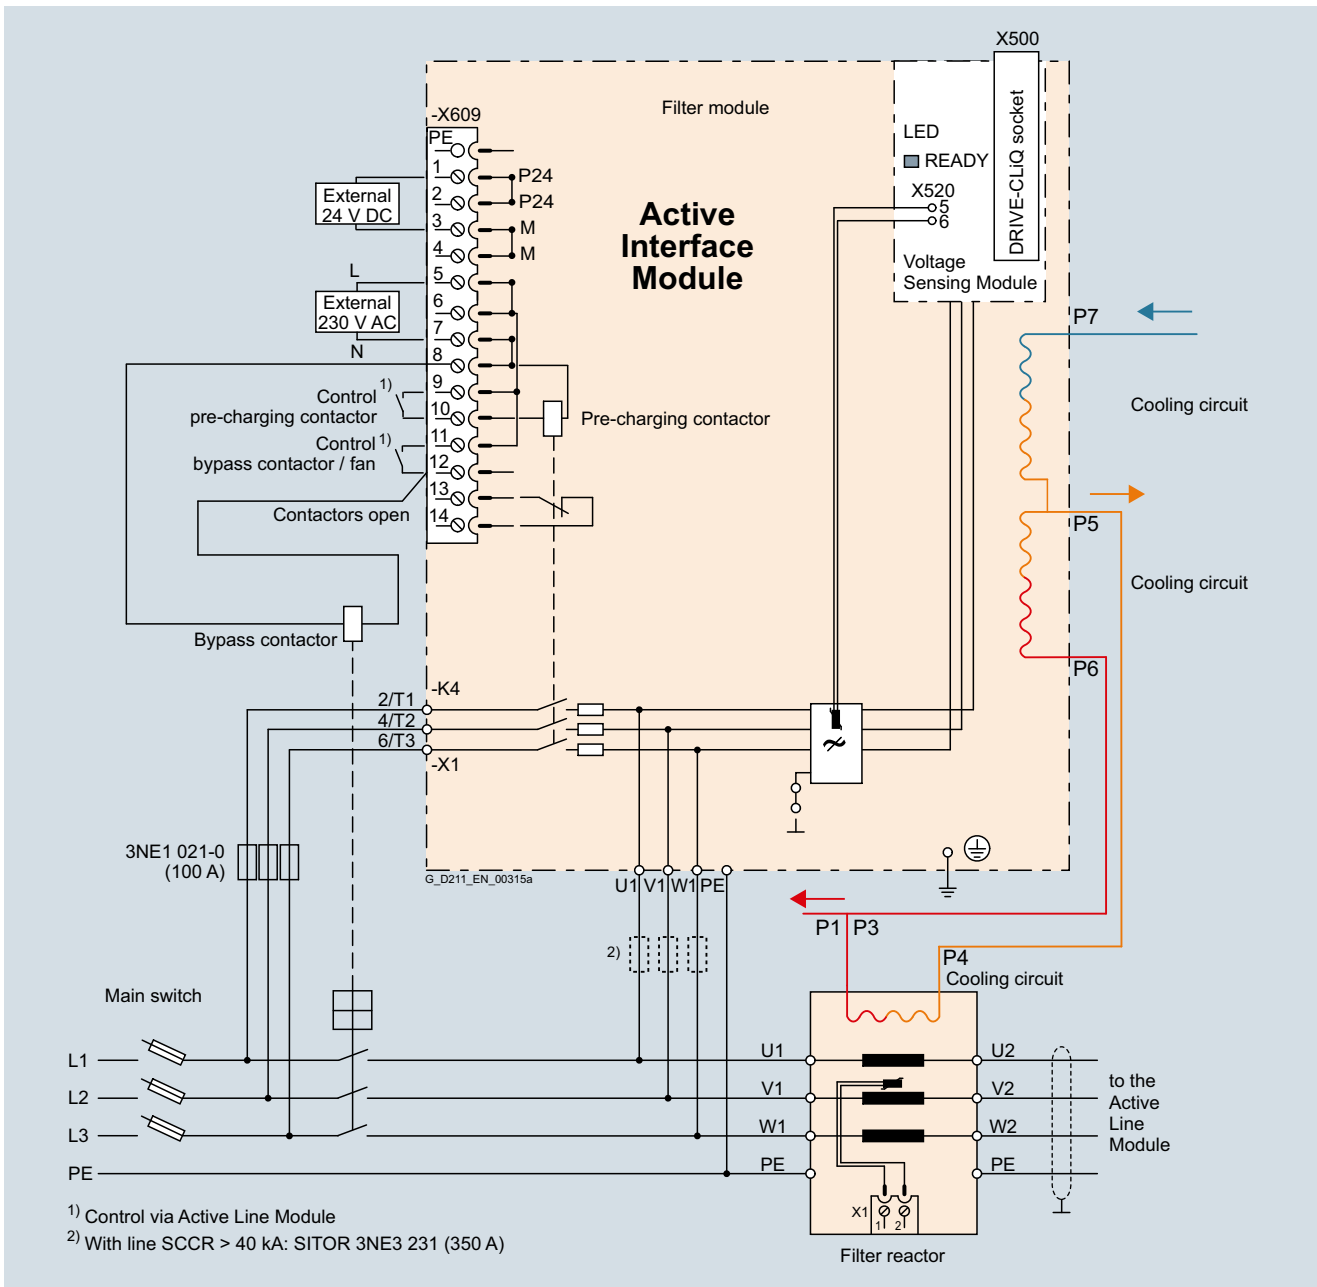 X500
-X609
Filter module
DRIVE-CLiQ socket
PE
LED
READY
1
P24
External
24 V DC
2
P24
X520
5
6
3
M
4
M
Active
Interface
Module
Voltage
Sensing Module
L
5
External
230 V AC
6
7
N
8
P7
Control 1)
pre-charging contactor
9
10
Pre-charging contactor
Cooling circuit
Control 1)
bypass contactor / fan
11
12
13
Contactors open
14
P5
Cooling circuit
Bypass contactor
P6
-K4
2/T1
4/T2
6/T3
-X1
3NE1 021-0
(100 A)
G_D211_EN_00315a
U1 V1 W1 PE
P1 P3
2)
P4
Cooling circuit
Main switch
L1
U1
U2
L2
V1
V2
L3
W1
W2
PE
PE
PE
to the
Active
Line
Module
X1
1 2
Filter reactor
1) Control via Active Line Module
2) With line SCCR > 40 kA: SITOR 3NE3 231 (350 A)